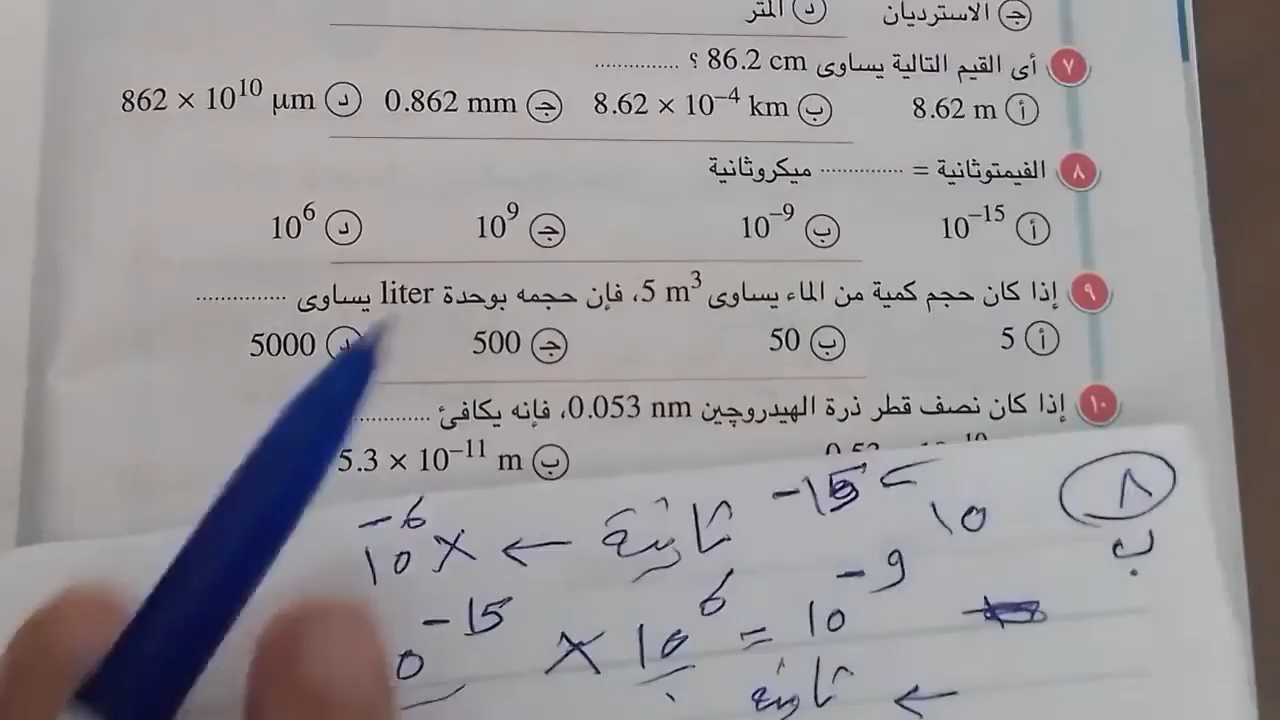 ج الاسترديان د المتر
٧ أى القيم التالية يساوى 86.2 cm ؟ ..............
أ 8.62 m ب 8.62 × 10⁻⁴ km ج 0.862 mm د 862 × 10¹⁰ µm
٨ الفيمتوثانية = .............. ميكروثانية
أ 10⁻¹⁵ ب 10⁻⁹ ج 10⁹ د 10⁶
٩ إذا كان حجم كمية من الماء يساوى 5 m³، فإن حجمه بوحدة liter يساوى ..............
أ 5 ب 50 ج 500 د 5000
١٠ إذا كان نصف قطر ذرة الهيدروچين 0.053 nm، فإنه يكافئ ..............
ب 5.3 × 10⁻¹¹ m
٨ 10⁻¹⁵ ← ثانية ← × 10⁻⁶
ب
⁻¹⁵ × 10⁶ = 10⁻⁹
← ثانية